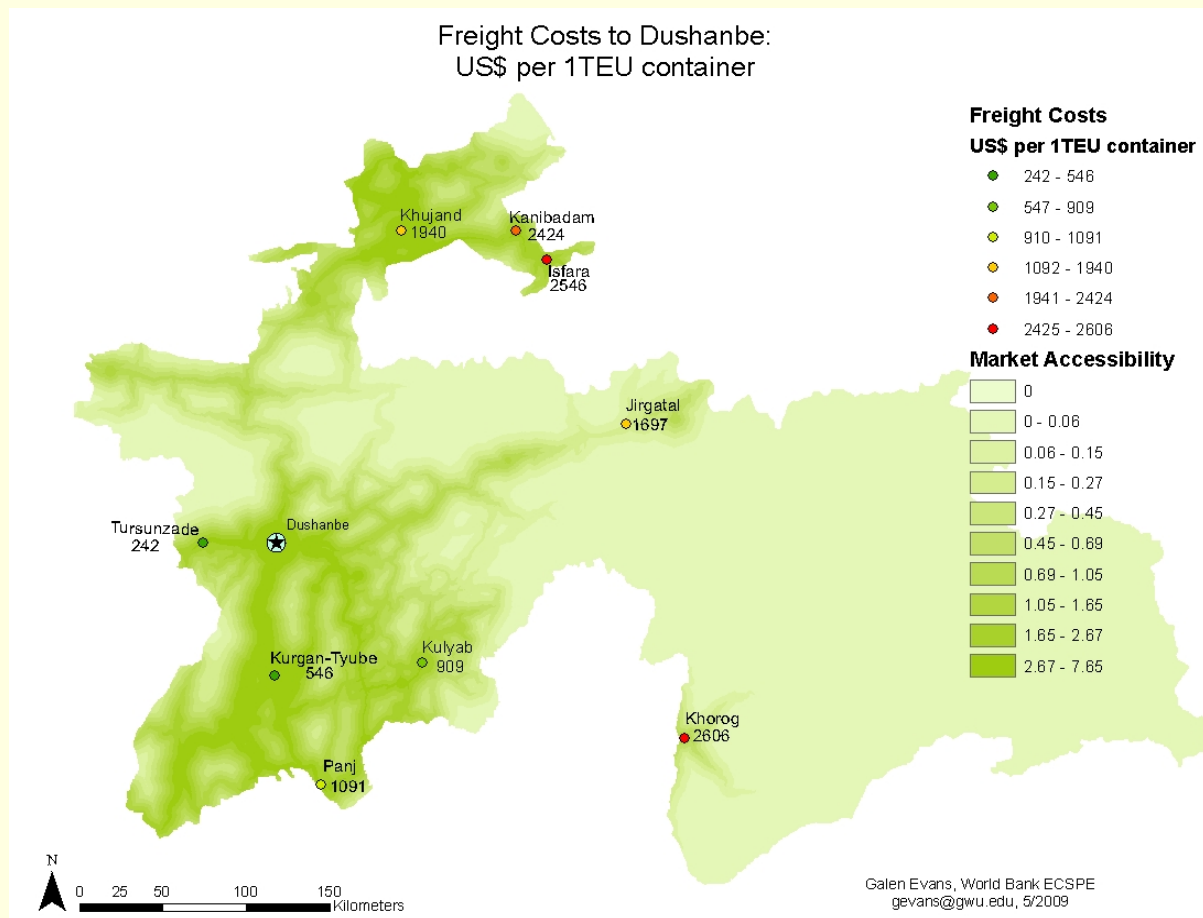 Freight Costs to Dushanbe:
US$ per 1TEU container
Freight Costs
US$ per 1TEU container
242 - 546
547 - 909
910 - 1091
1092 - 1940
1941 - 2424
2425 - 2606
Market Accessibility
0
0 - 0.06
0.06 - 0.15
0.15 - 0.27
0.27 - 0.45
0.45 - 0.69
0.69 - 1.05
1.05 - 1.65
1.65 - 2.67
2.67 - 7.65
Khujand
1940
Kanibadam
2424
Isfara
2546
Jirgatal
1697
Tursunzade
242
Dushanbe
Kurgan-Tyube
546
Kulyab
909
Khorog
2606
Panj
1091
N
0 25 50 100 150
Kilometers
Galen Evans, World Bank ECSPE
gevans@gwu.edu, 5/2009